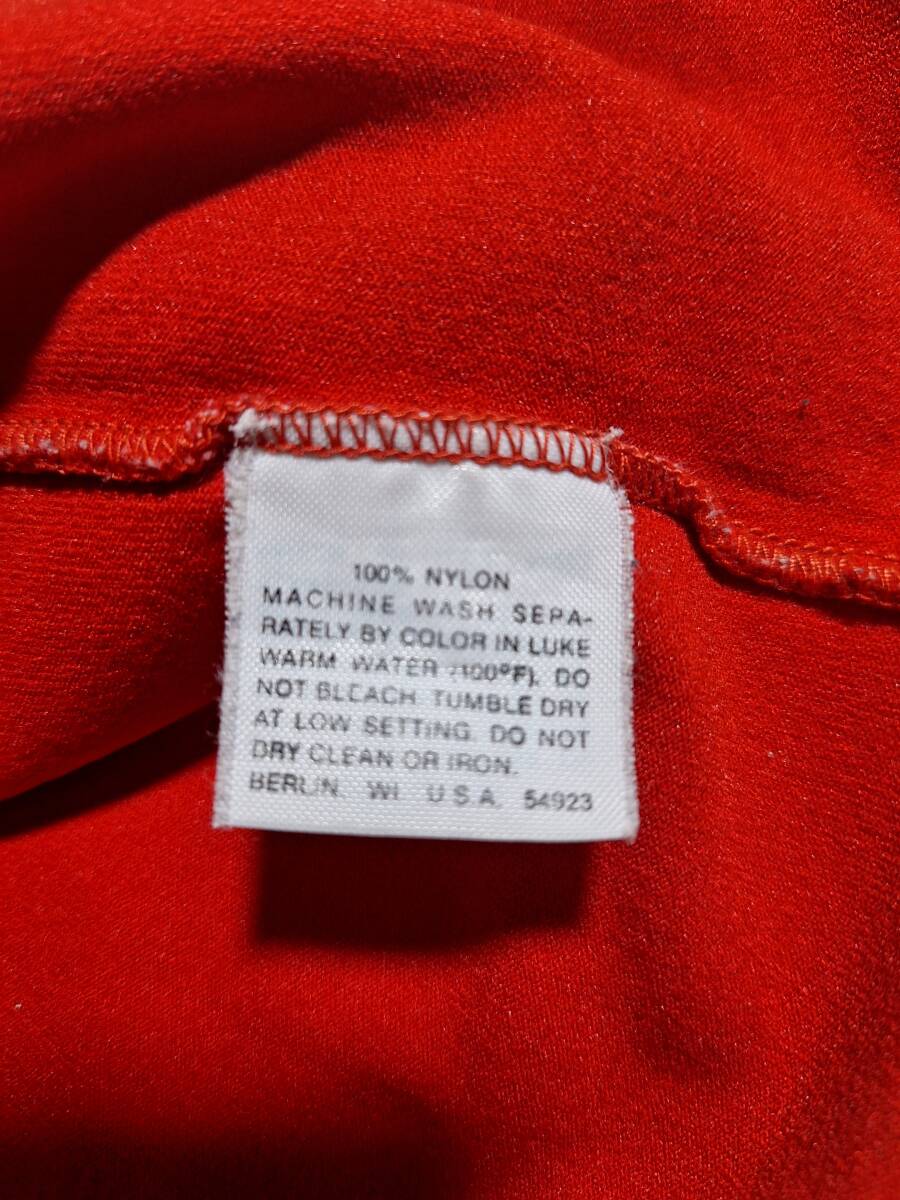 100% NYLON
MACHINE WASH SEPA-
RATELY BY COLOR IN LUKE
WARM WATER (100°F). DO
NOT BLEACH. TUMBLE DRY
AT LOW SETTING. DO NOT
DRY CLEAN OR IRON.
BERLIN. WI U.S.A. 54923